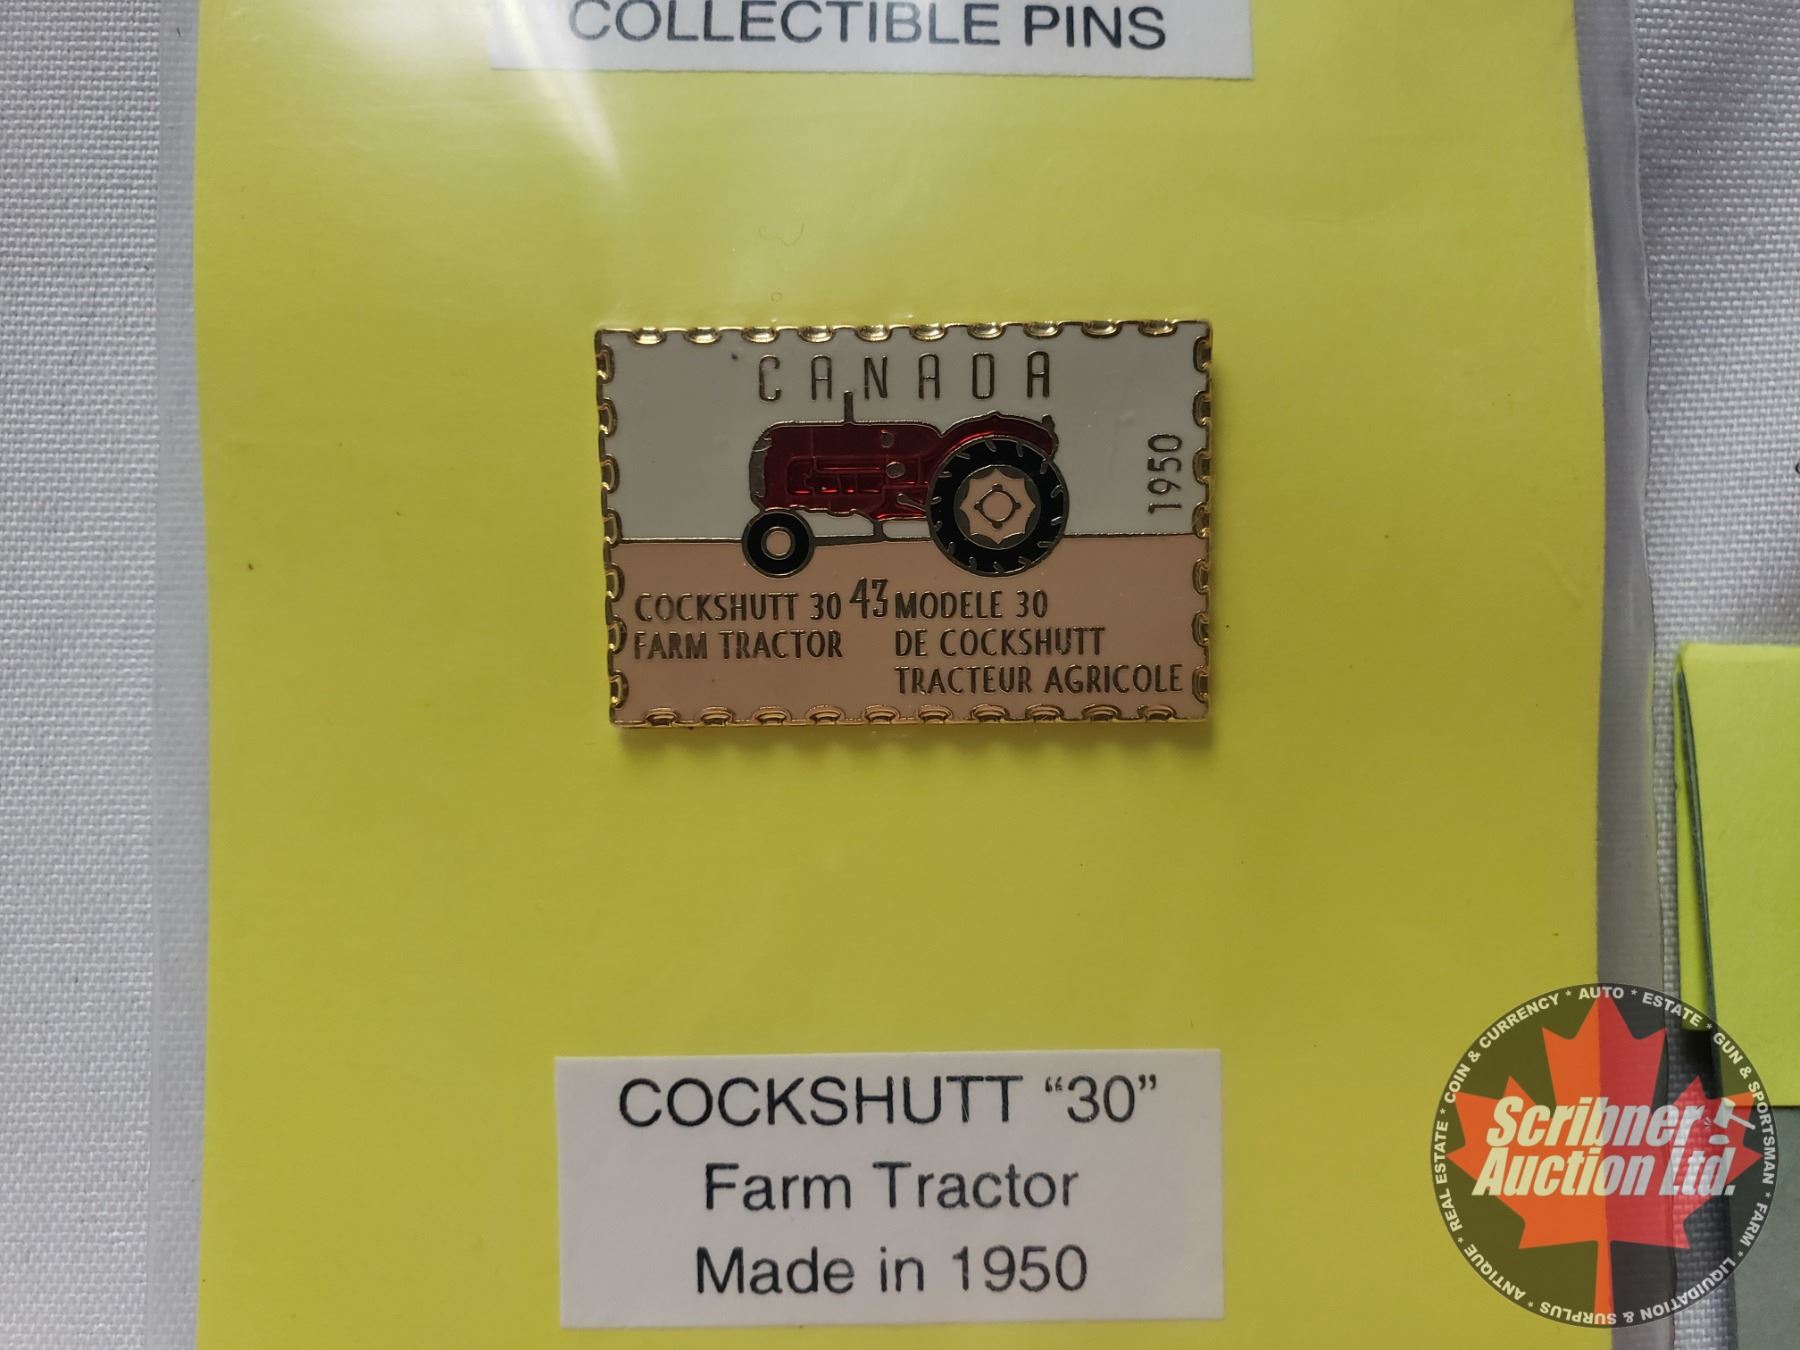 COLLECTIBLE PINS
CANADA
1950
COCKSHUTT 30 43 MODELE 30
FARM TRACTOR DE COCKSHUTT
TRACTEUR AGRICOLE
COCKSHUTT “30”
Farm Tractor
Made in 1950
REAL ESTATE * COIN & CURRENCY * AUTO * ESTATE * GUN & SPORTSMAN * FARM * LIQUIDATION & SURPLUS * ANTIQUE *
Scribner
Auction Ltd.